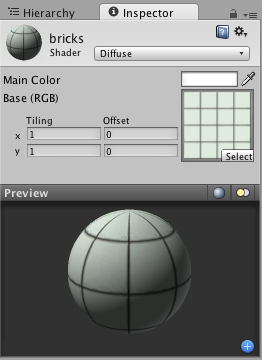 Hierarchy Inspector
bricks
Shader Diffuse
Main Color
Base (RGB)
Tiling Offset
x 1 0
y 1 0
Select
Preview